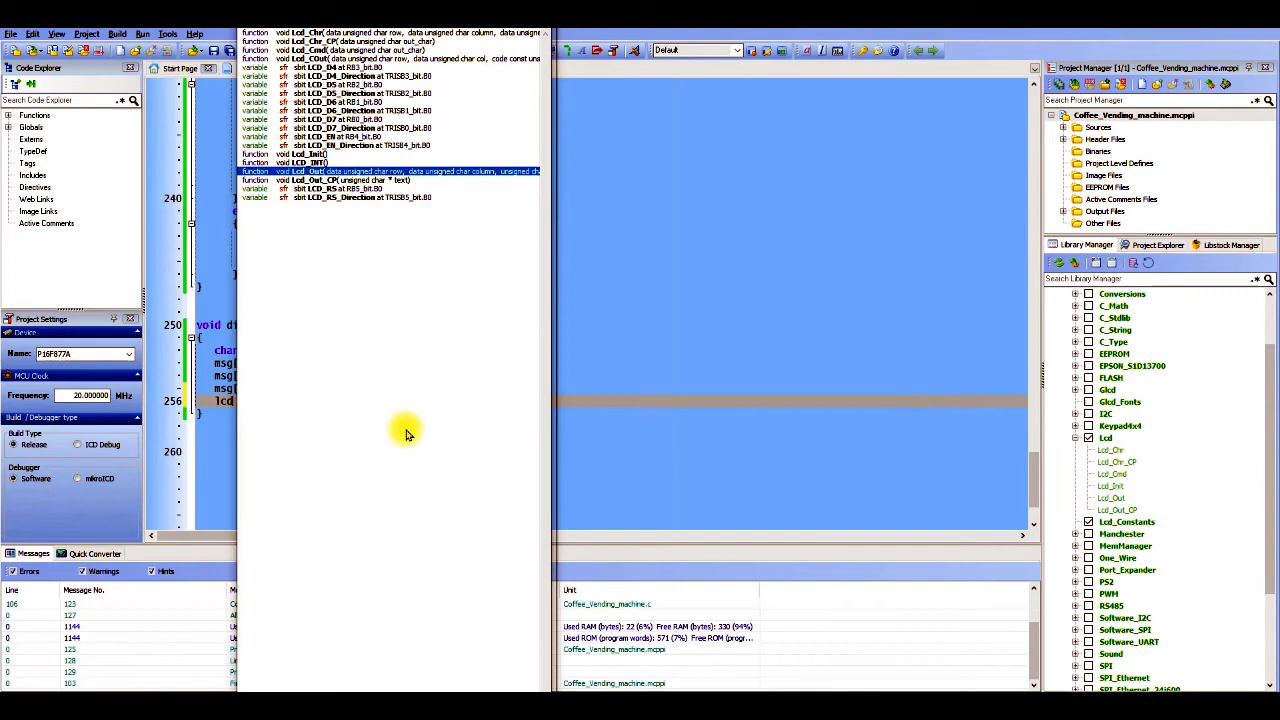 File Edit View Project Build Run Tools Help
Default
Code Explorer
Start Page
Search Code Explorer
Functions
Globals
Externs
TypeDef
Tags
Includes
Directives
Web Links
Image Links
Active Comments
Project Settings
Device
Name: P16F877A
MCU Clock
Frequency: 20.000000 MHz
Build / Debugger type
Build Type
Release ICD Debug
Debugger
Software mikroICD
function void Lcd_Chr( data unsigned char row, data unsigned char column, data unsigne
function void Lcd_Chr_CP( data unsigned char out_char)
function void Lcd_Cmd( data unsigned char out_char)
function void Lcd_COut( data unsigned char row, data unsigned char col, code const uns
variable sfr sbit LCD_D4 at RB3_bit.B0
variable sfr sbit LCD_D4_Direction at TRISB3_bit.B0
variable sfr sbit LCD_D5 at RB2_bit.B0
variable sfr sbit LCD_D5_Direction at TRISB2_bit.B0
variable sfr sbit LCD_D6 at RB1_bit.B0
variable sfr sbit LCD_D6_Direction at TRISB1_bit.B0
variable sfr sbit LCD_D7 at RB0_bit.B0
variable sfr sbit LCD_D7_Direction at TRISB0_bit.B0
variable sfr sbit LCD_EN at RB4_bit.B0
variable sfr sbit LCD_EN_Direction at TRISB4_bit.B0
function void Lcd_Init()
function void LCD_INT()
function void Lcd_Out( data unsigned char row, data unsigned char column, unsigned ch
function void Lcd_Out_CP( unsigned char * text)
variable sfr sbit LCD_RS at RB5_bit.B0
variable sfr sbit LCD_RS_Direction at TRISB5_bit.B0
240
}
250 void di
{
char
msg[
msg[
msg[
256 lcd
}
260
Project Manager [1/1] - Coffee_Vending_machine.mcppi
Search Project Manager
Coffee_Vending_machine.mcppi
Sources
Header Files
Binaries
Project Level Defines
Image Files
EEPROM Files
Active Comments Files
Output Files
Other Files
Library Manager Project Explorer Libstock Manager
Search Library Manager
Conversions
C_Math
C_Stdlib
C_String
C_Type
EEPROM
EPSON_S1D13700
FLASH
Glcd
Glcd_Fonts
I2C
Keypad4x4
Lcd
Lcd_Chr
Lcd_Chr_CP
Lcd_Cmd
Lcd_Init
Lcd_Out
Lcd_Out_CP
Lcd_Constants
Manchester
MemManager
One_Wire
Port_Expander
PS2
PWM
RS485
Software_I2C
Software_SPI
Software_UART
Sound
SPI
SPI_Ethernet
SPI_Ethernet_24j600
Messages Quick Converter
Errors Warnings Hints
Line Message No. Unit
106 123 Coffee_Vending_machine.c
0 127
0 1144 Used RAM (bytes): 22 (6%) Free RAM (bytes): 330 (94%)
0 1144 Used ROM (program words): 571 (7%) Free ROM (progr...
0 125 Coffee_Vending_machine.mcppi
0 128
0 129
0 103 Coffee_Vending_machine.mcppi